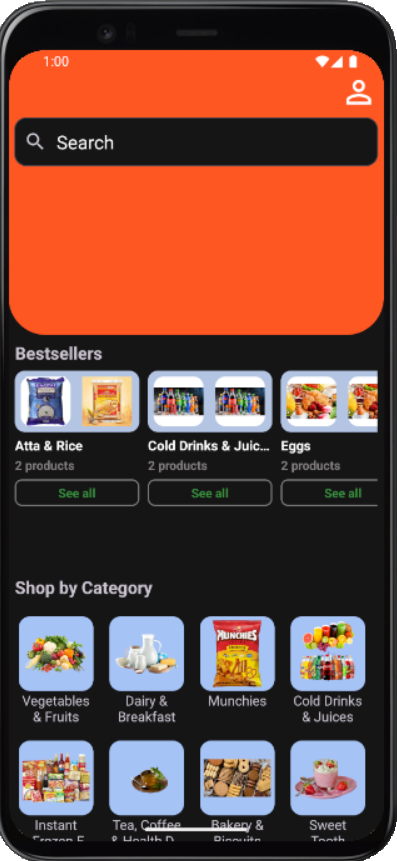 1:00
Search
Bestsellers
Atta & Rice
Cold Drinks & Juic...
Eggs
2 products
2 products
2 products
See all
See all
See all
Shop by Category
MUNCHIES
Vegetables
& Fruits
Dairy &
Breakfast
Munchies
Cold Drinks
& Juices
Instant
Frozen F
Tea, Coffee
& Health D
Bakery &
Biscuits
Sweet
Tooth